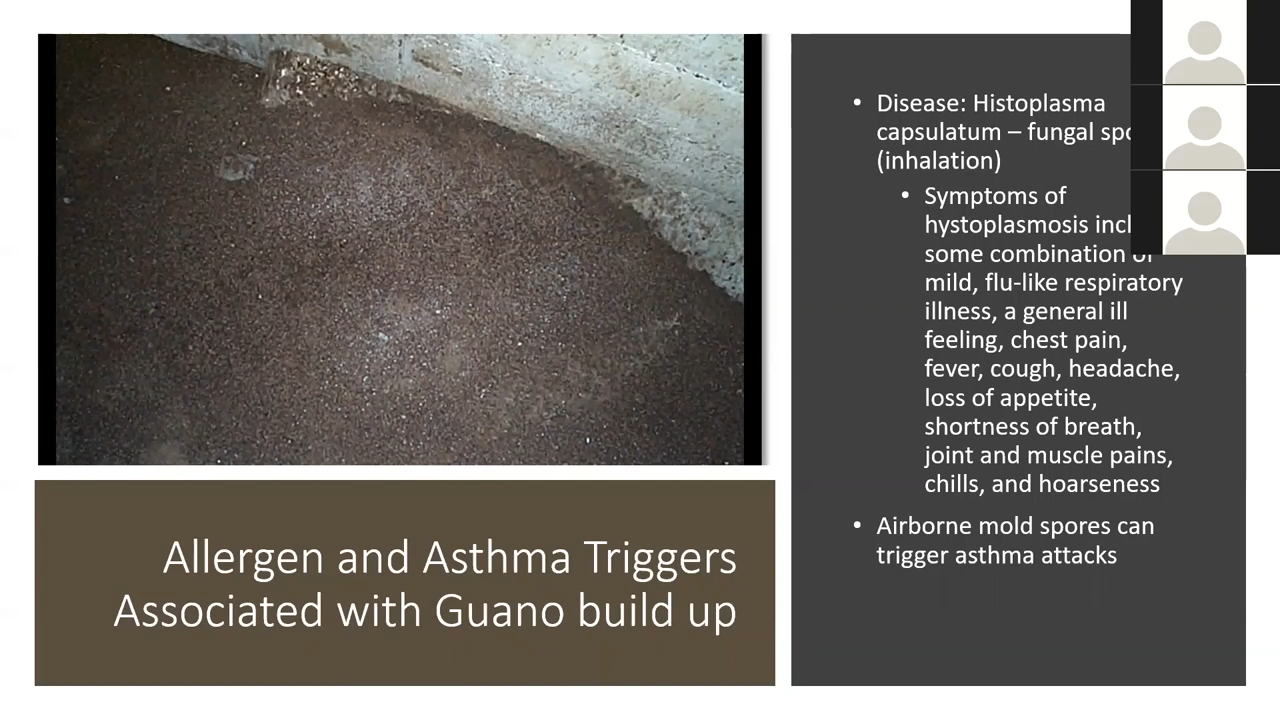 Allergen and Asthma Triggers
Associated with Guano build up
• Disease: Histoplasma
capsulatum – fungal
(inhalation)
• Symptoms of
hystoplasmosis
some combination
mild, flu-like respiratory
illness, a general ill
feeling, chest pain,
fever, cough, headache,
loss of appetite,
shortness of breath,
joint and muscle pains,
chills, and hoarseness
• Airborne mold spores can
trigger asthma attacks